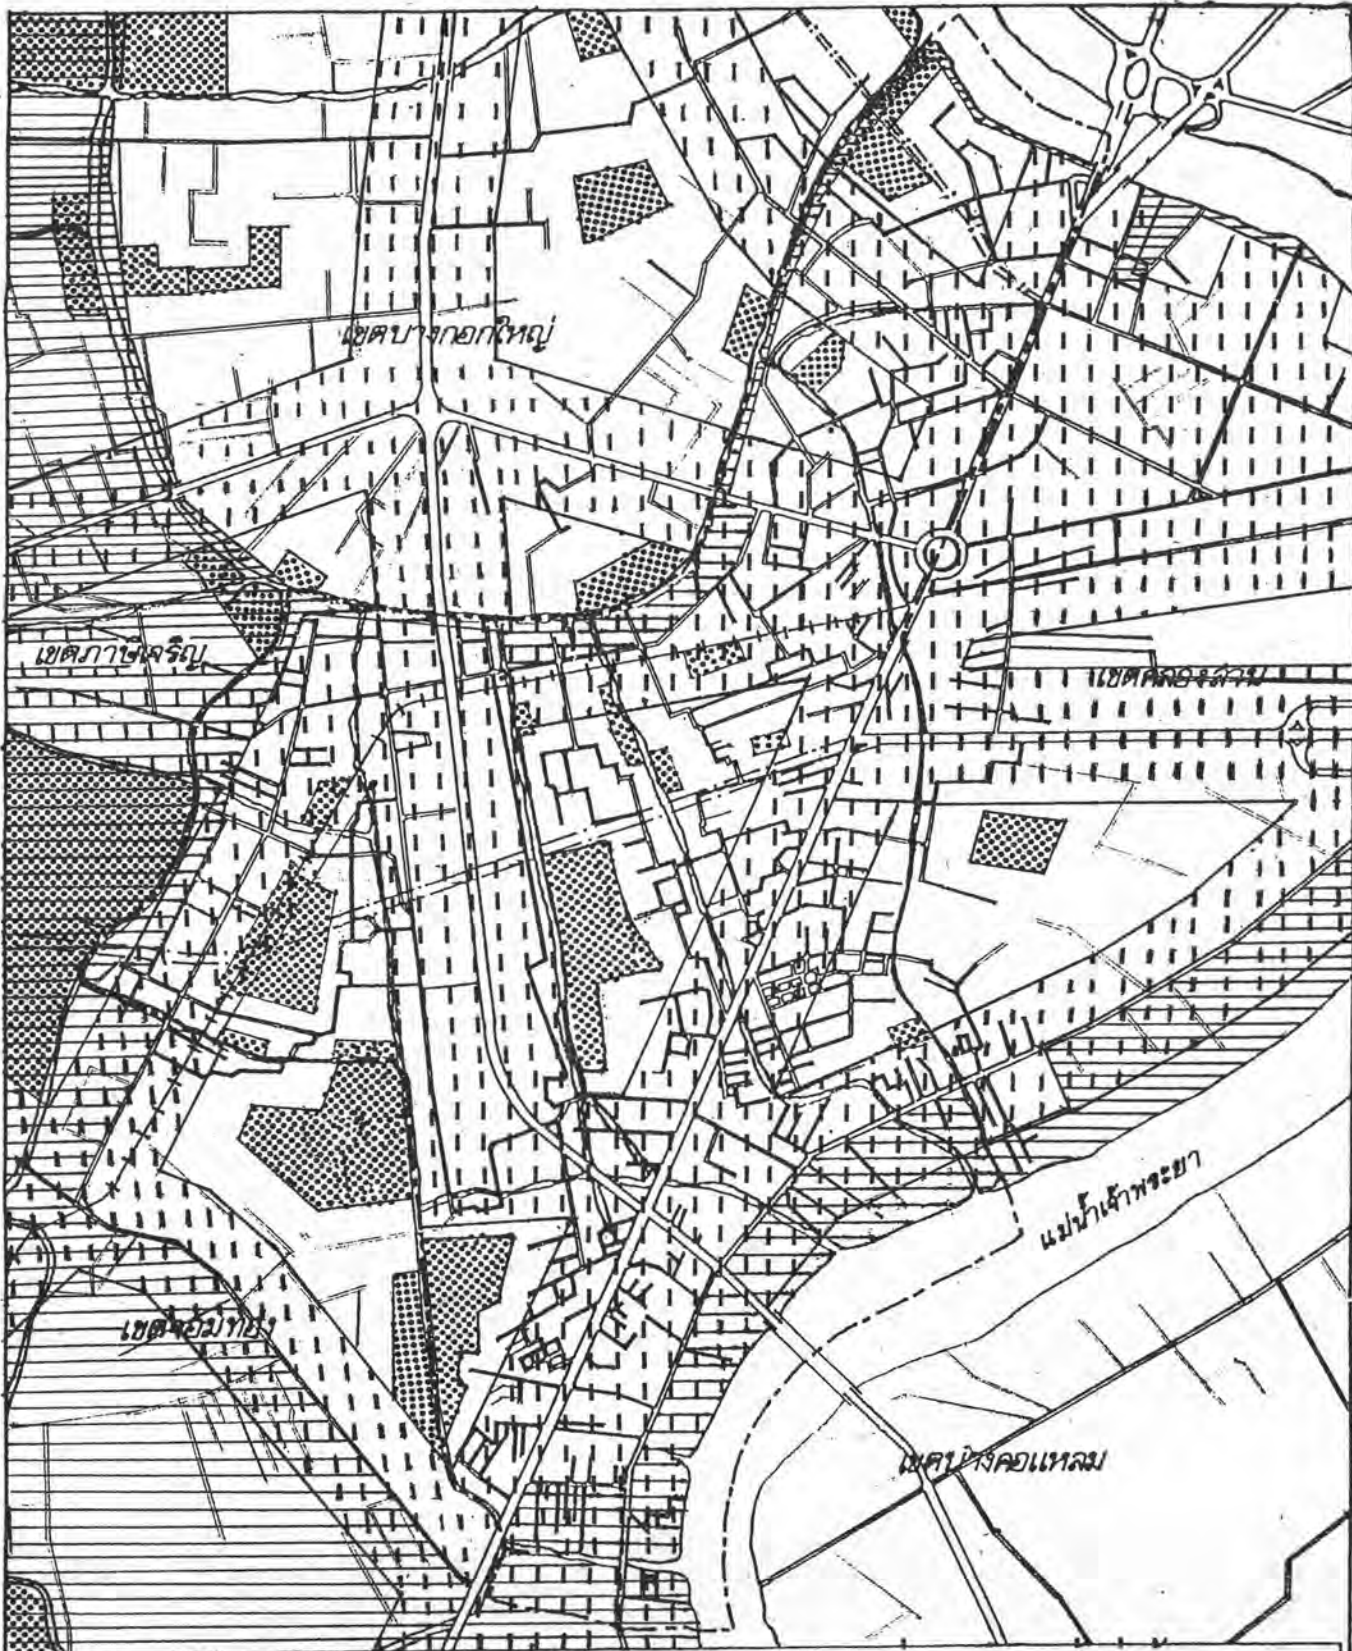 เขตบางกอกใหญ่
เขตภาษีเจริญ
เขตคลองสาน
แม่น้ำเจ้าพระยา
เขตจอมทอง
เขตบางคอแหลม